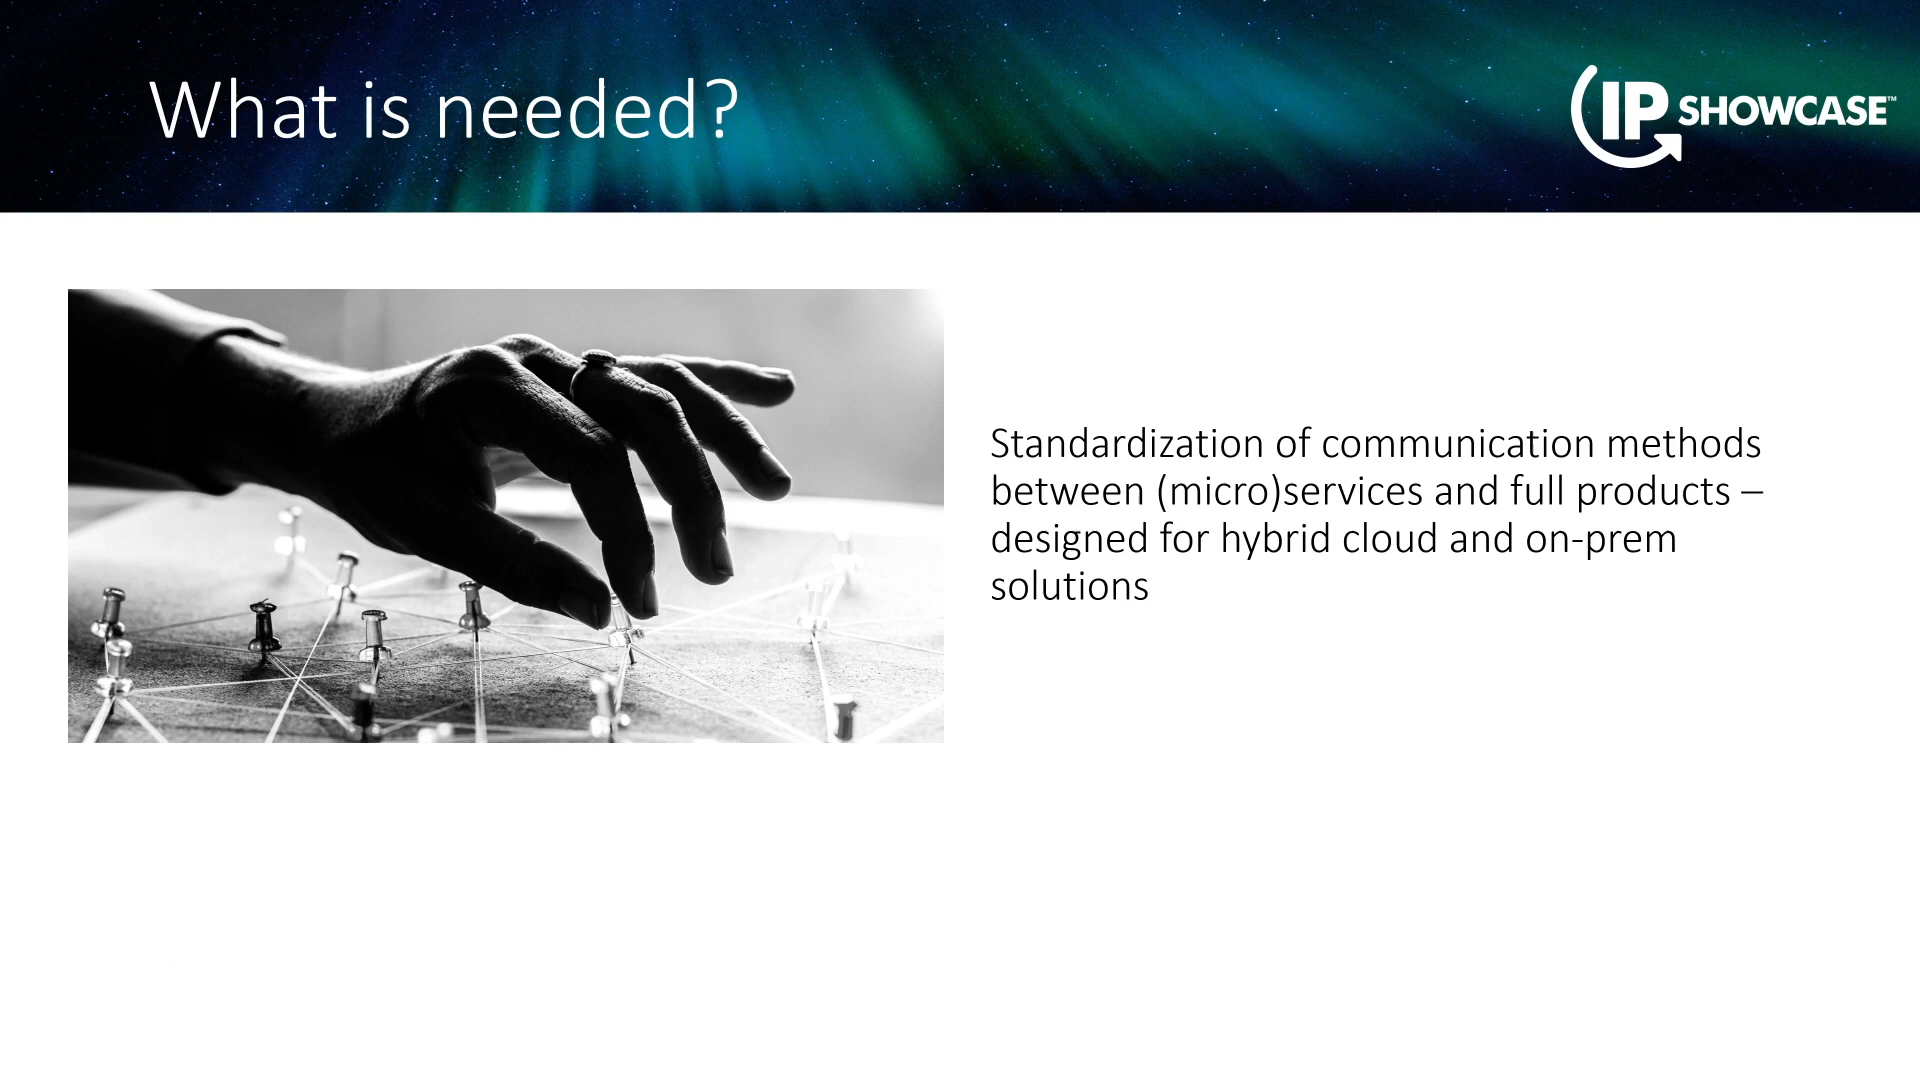 What is needed?
IP SHOWCASE™
Standardization of communication methods
between (micro)services and full products –
designed for hybrid cloud and on-prem
solutions